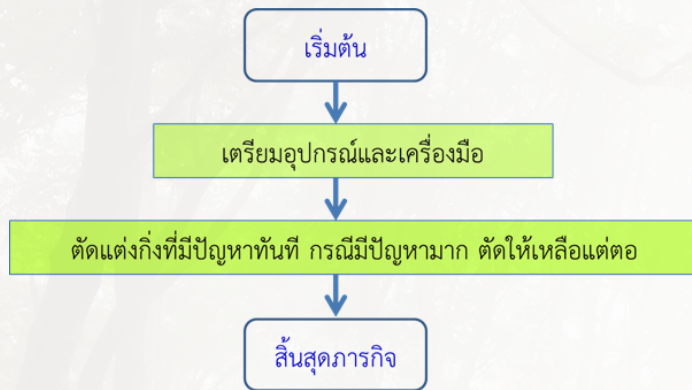 เริ่มต้น
เตรียมอุปกรณ์และเครื่องมือ
ตัดแต่งกิ่งที่มีปัญหาทันที กรณีมีปัญหามาก ตัดให้เหลือแต่ตอ
สิ้นสุดภารกิจ